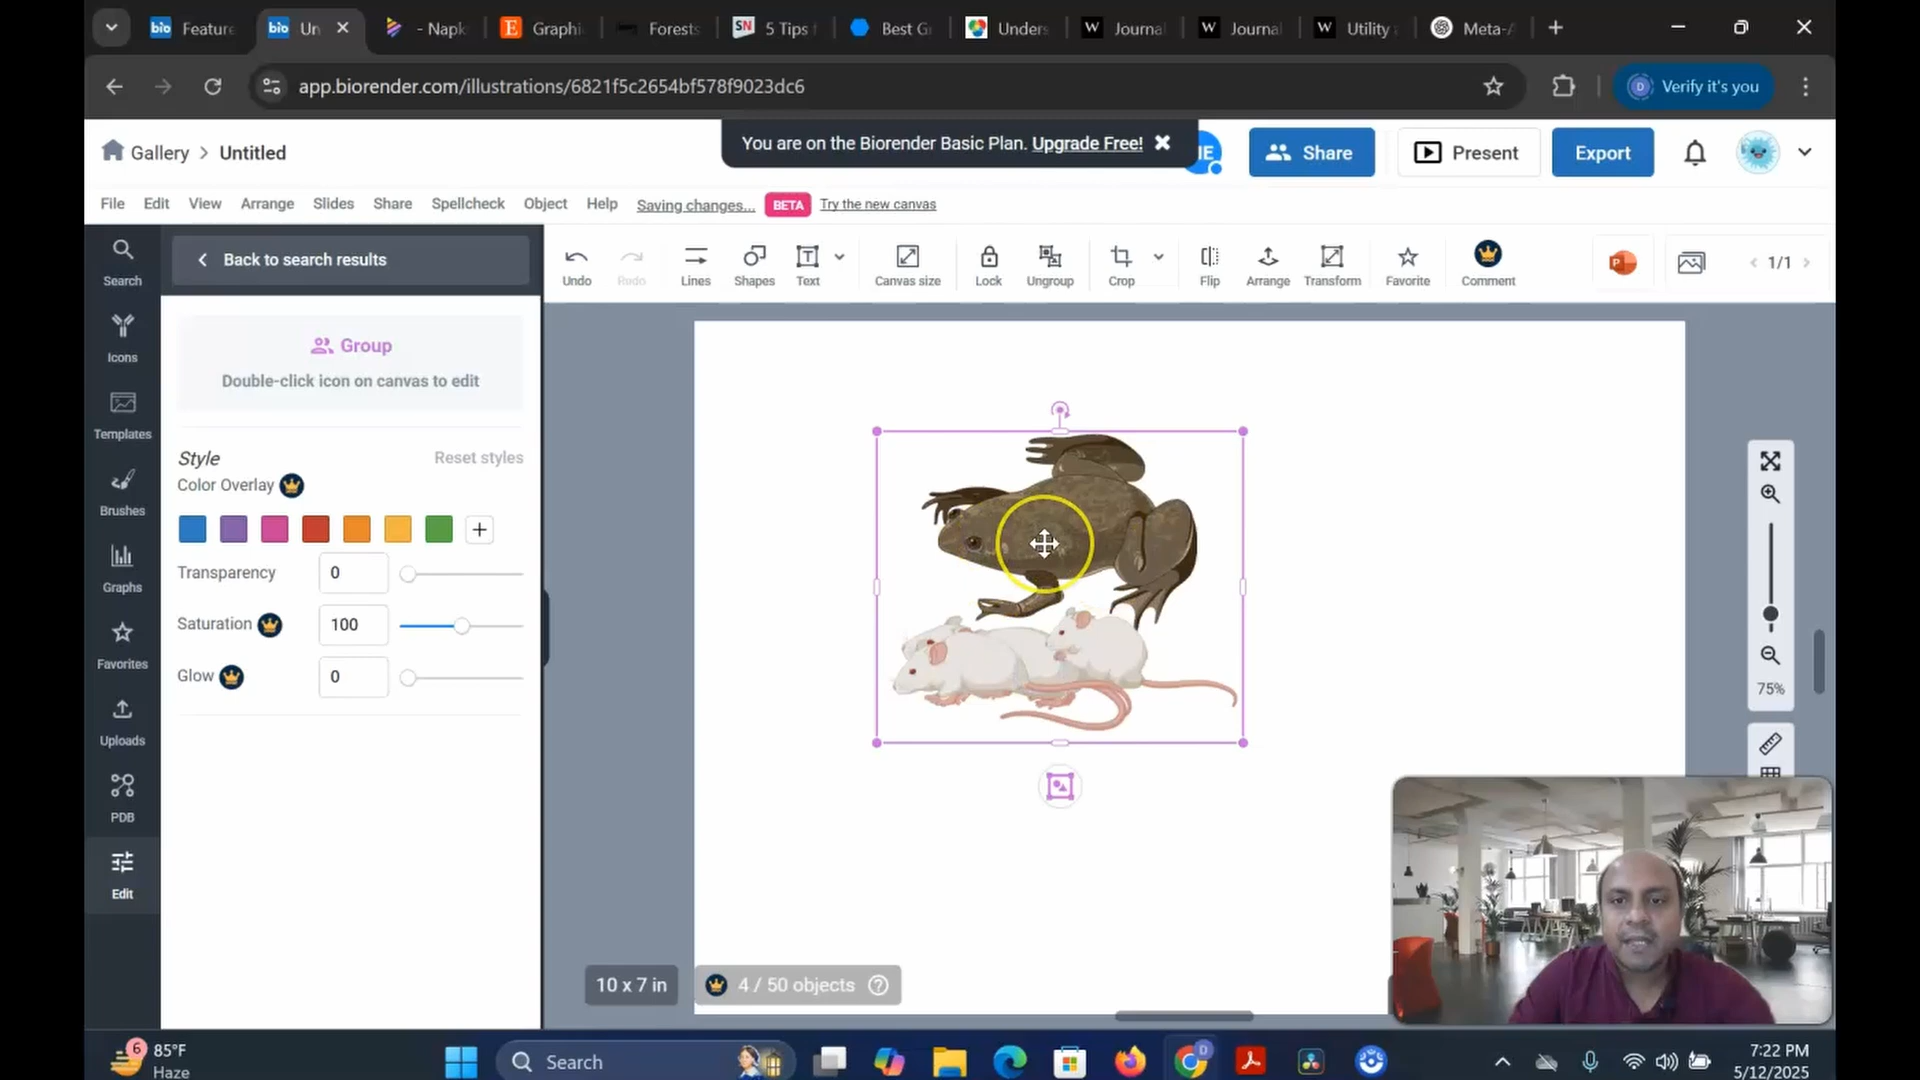 bio Feature
bio Un
- Napk
E Graphi
Forests
SN 5 Tips f
Best G
Unders
W Journal
W Journal
W Utility
Meta-A
app.biorender.com/illustrations/6821f5c2654bf578f9023dc6
D Verify it's you
Gallery > Untitled
You are on the Biorender Basic Plan. Upgrade Free!
IE
Share
Present
Export
File Edit View Arrange Slides Share Spellcheck Object Help Saving changes... BETA Try the new canvas
Back to search results
Undo Redo Lines Shapes Text Canvas size Lock Ungroup Crop Flip Arrange Transform Favorite Comment
1/1
Search
Icons
Templates
Brushes
Graphs
Favorites
Uploads
PDB
Edit
Group
Double-click icon on canvas to edit
Style Reset styles
Color Overlay
Transparency 0
Saturation 100
Glow 0
75%
10 x 7 in
4 / 50 objects
6
85°F
Haze
Search
D
7:22 PM
5/12/2025